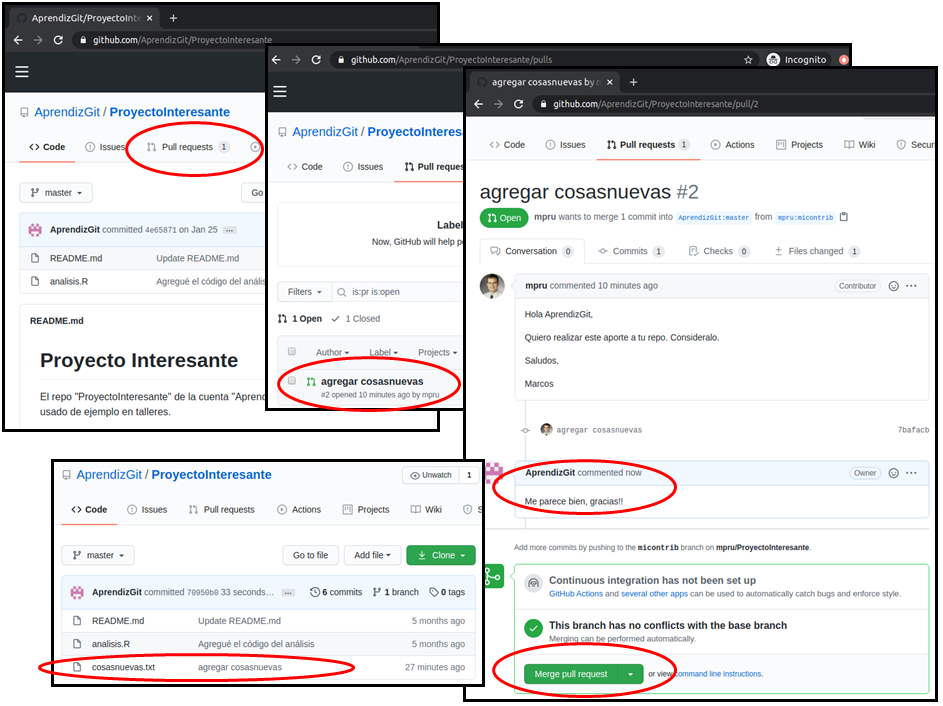 AprendizGit/ProyectoInte
github.com/AprendizGit/ProyectoInteresante
AprendizGit / ProyectoInteresante
Code Issues Pull requests 1
master Go
AprendizGit committed 4e65871 on Jan 25
README.md Update README.md
analisis.R Agregué el código del anális
README.md
Proyecto Interesante
El repo "ProyectoInteresante" de la cuenta "Aprend
usado de ejemplo en talleres.
github.com/AprendizGit/ProyectoInteresante/pulls Incognito
AprendizGit / ProyectoInteres
Code Issues Pull reques
Label
Now, GitHub will help p
Filters is:pr is:open
1 Open 1 Closed
Author Label Projects
agregar cosasnuevas
#2 opened 10 minutes ago by mpru
agregar cosasnuevas by m
github.com/AprendizGit/ProyectoInteresante/pull/2
Code Issues Pull requests 1 Actions Projects Wiki Secur
agregar cosasnuevas #2
Open mpru wants to merge 1 commit into AprendizGit:master from mpru:micontrib
Conversation 0 Commits 1 Checks 0 Files changed 1
mpru commented 10 minutes ago Contributor
Hola AprendizGit,
Quiero realizar este aporte a tu repo. Consideralo.
Saludos,
Marcos
agregar cosasnuevas 7bafacb
AprendizGit commented now Owner
Me parece bien, gracias!!
Add more commits by pushing to the micontrib branch on mpru/ProyectoInteresante.
Continuous integration has not been set up
GitHub Actions and several other apps can be used to automatically catch bugs and enforce style.
This branch has no conflicts with the base branch
Merging can be performed automatically.
Merge pull request or view command line instructions.
AprendizGit / ProyectoInteresante Unwatch 1
Code Issues Pull requests Actions Projects Wiki S
master Go to file Add file Clone
AprendizGit committed 70950b0 33 seconds... 6 commits 1 branch 0 tags
README.md Update README.md 5 months ago
analisis.R Agregué el código del análisis 5 months ago
cosasnuevas.txt agregar cosasnuevas 27 minutes ago